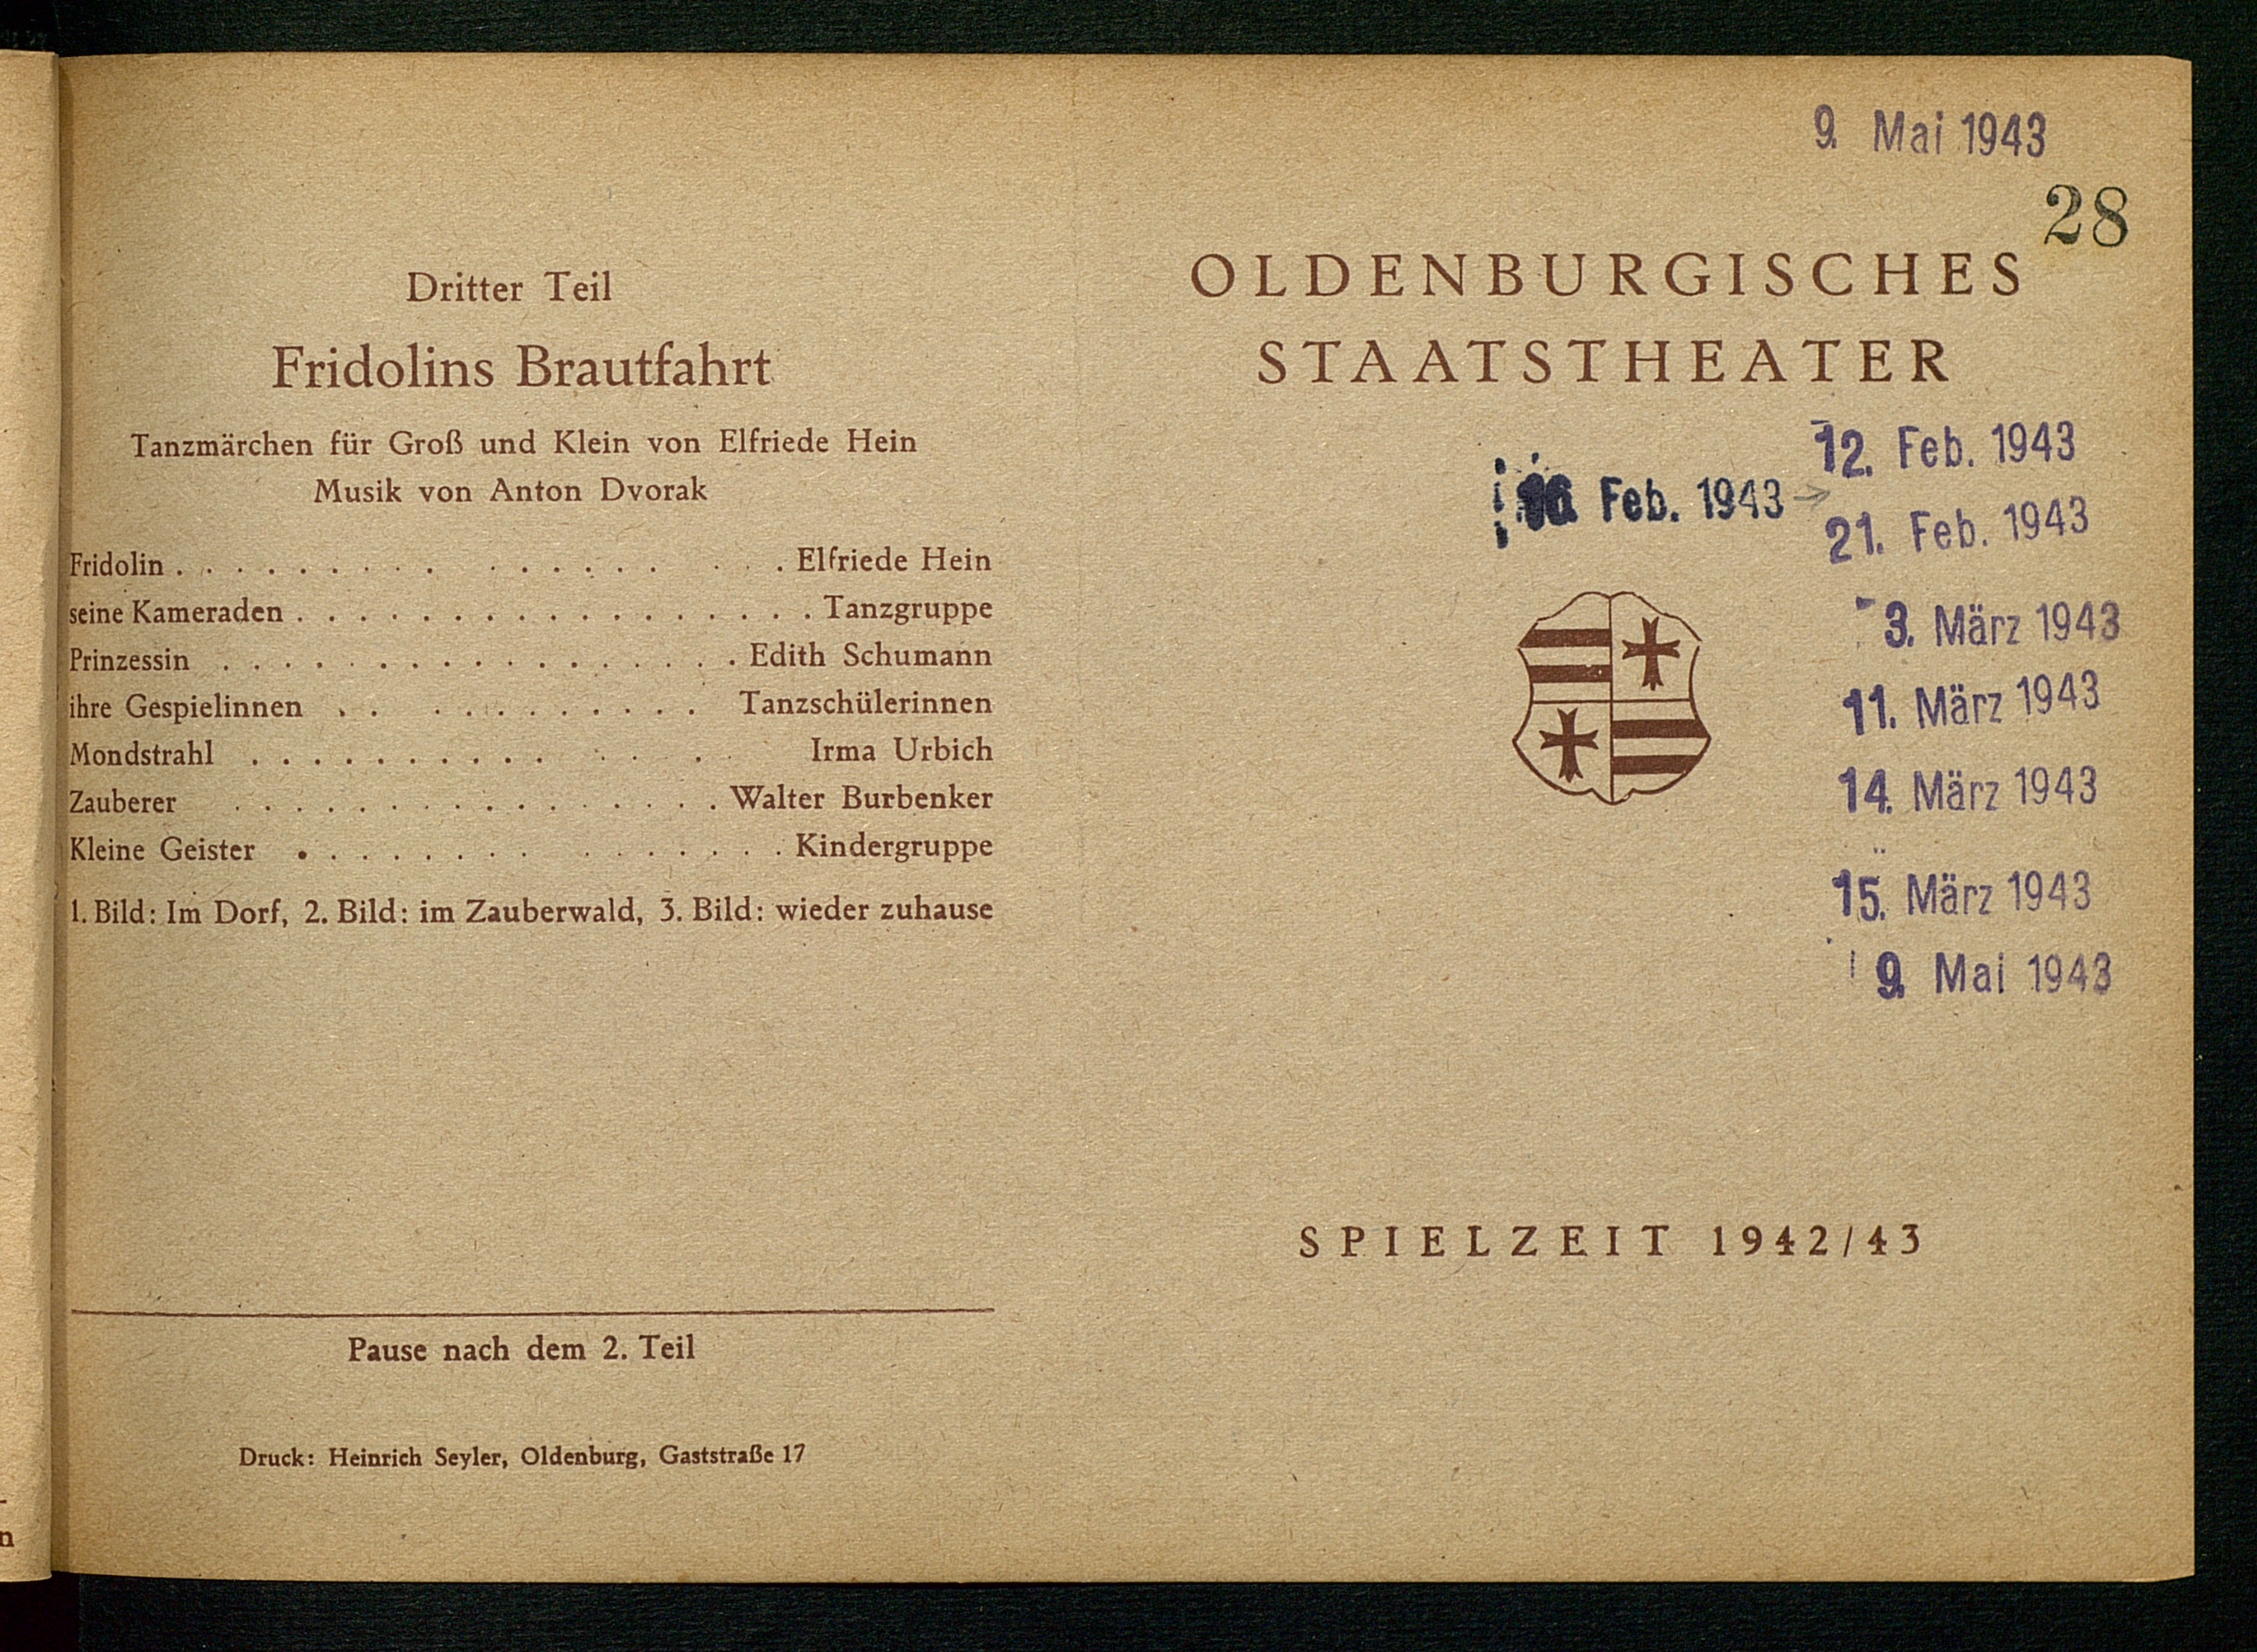 Dritter Teil
Fridolins Brautfahrt
Tanzmärchen für Groß und Klein von Elfriede Hein
Musik von Anton Dvorak
Fridolin . . . . . . . . . . . . . . . . . . Elfriede Hein
seine Kameraden . . . . . . . . . . . . . . . . . Tanzgruppe
Prinzessin . . . . . . . . . . . . . . . . . Edith Schumann
ihre Gespielinnen . . . . . . . . . . . Tanzschülerinnen
Mondstrahl . . . . . . . . . . . . . . Irma Urbich
Zauberer . . . . . . . . . . . . . . . . Walter Burbenker
Kleine Geister . . . . . . . . . . . . . . . Kindergruppe
1. Bild: Im Dorf, 2. Bild: im Zauberwald, 3. Bild: wieder zuhause
Pause nach dem 2. Teil
Druck: Heinrich Seyler, Oldenburg, Gaststraße 17
9. Mai 1943
28
OLDENBURGISCHES
STAATSTHEATER
12. Feb. 1943
Feb. 1943
21. Feb. 1943
3. März 1943
11. März 1943
14. März 1943
15. März 1943
9. Mai 1943
SPIELZEIT 1942/43
n